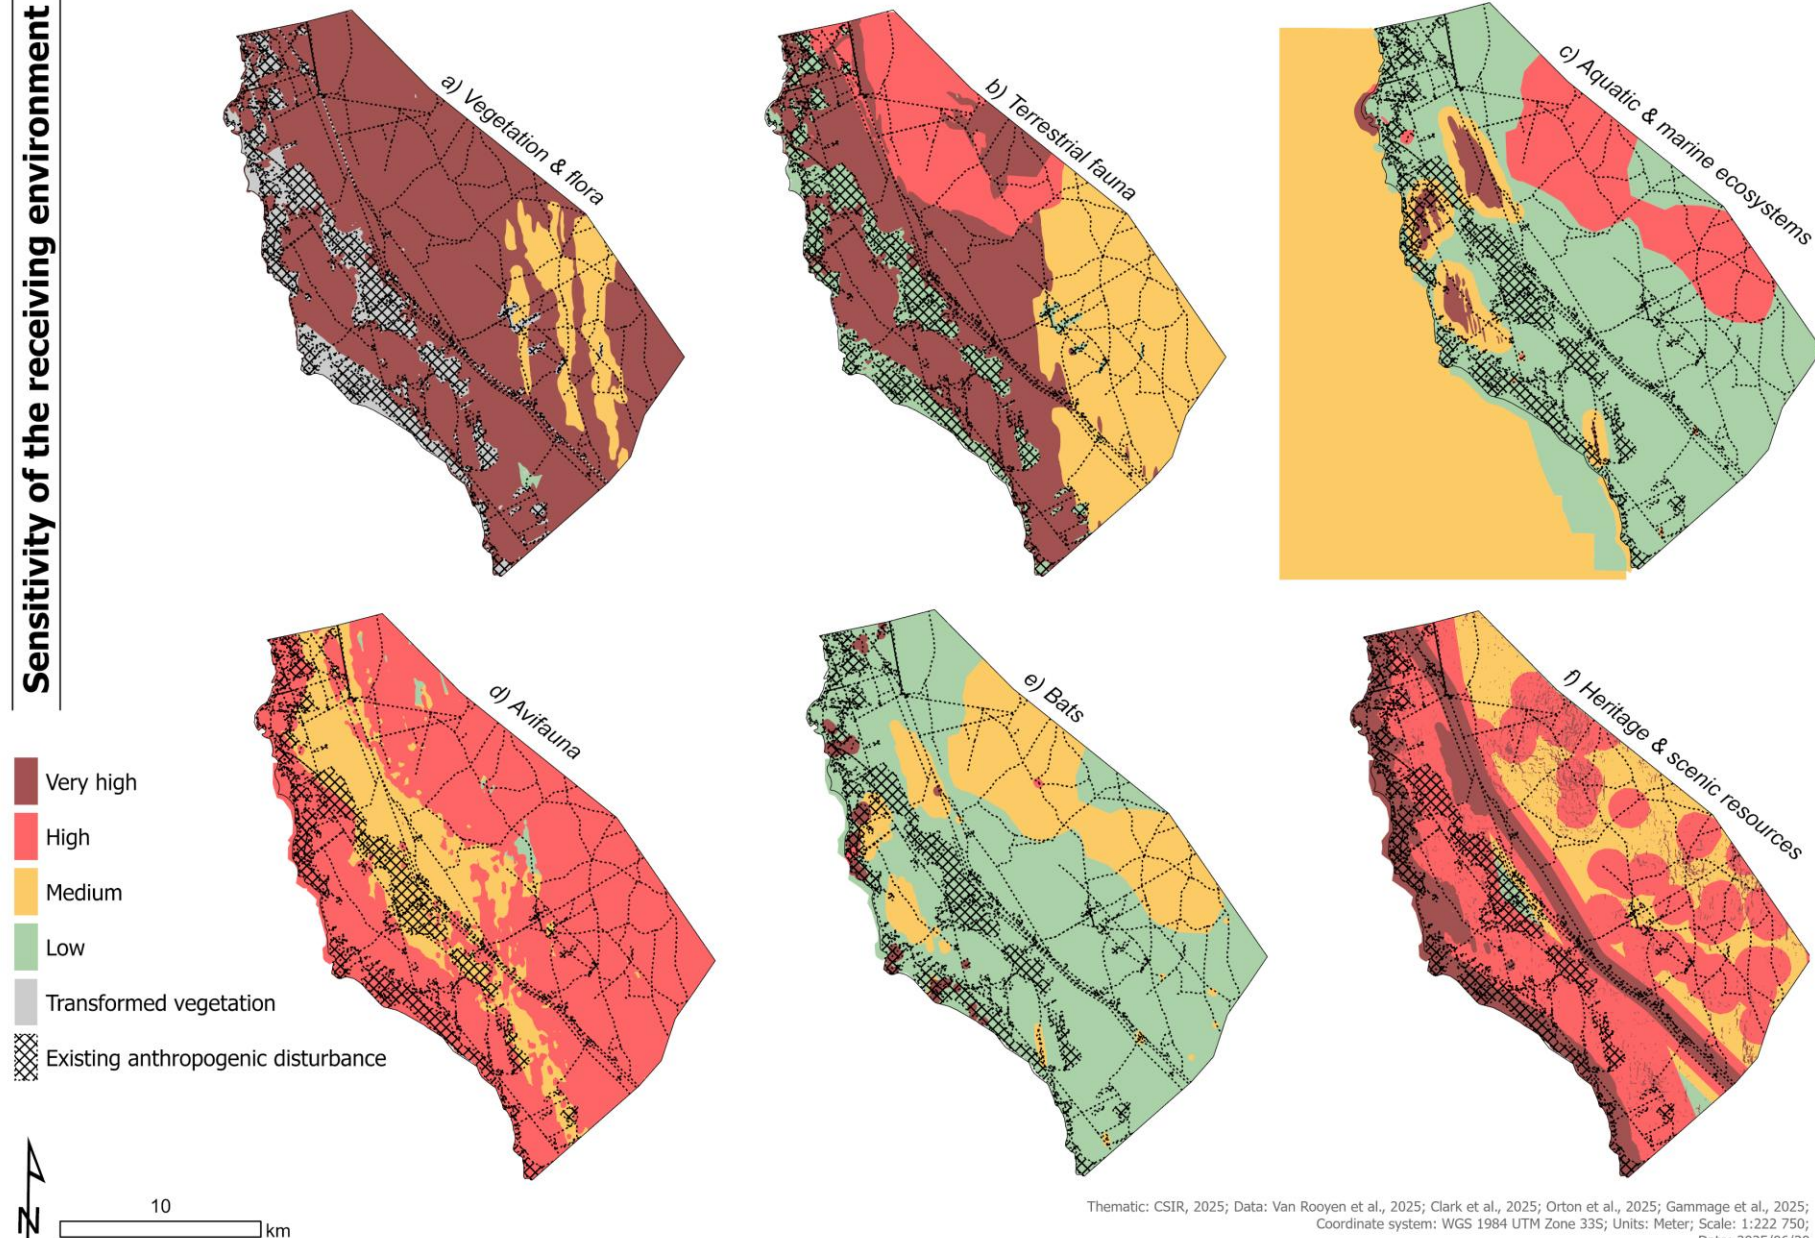 Sensitivity of the receiving environment
a) Vegetation & flora
b) Terrestrial fauna
c) Aquatic & marine ecosystems
d) Avifauna
e) Bats
f) Heritage & scenic resources
Very high
High
Medium
Low
Transformed vegetation
Existing anthropogenic disturbance
N
10
km
Thematic: CSIR, 2025; Data: Van Rooyen et al., 2025; Clark et al., 2025; Orton et al., 2025; Gammage et al., 2025;
Coordinate system: WGS 1984 UTM Zone 33S; Units: Meter; Scale: 1:222 750;